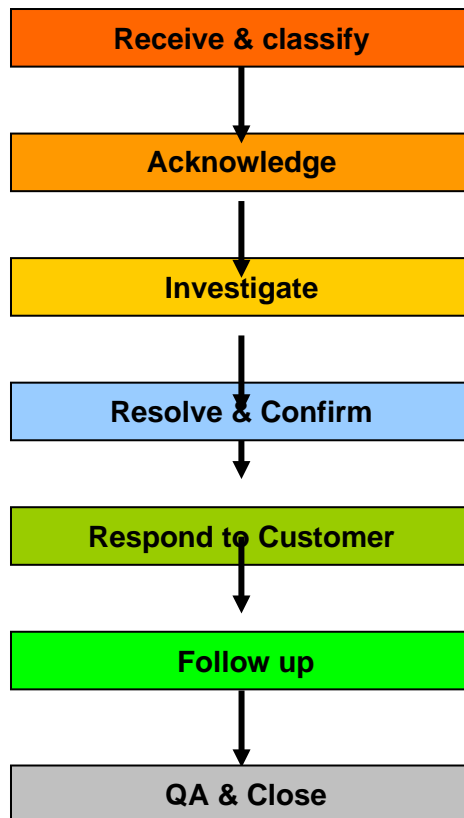 Receive & classify
Acknowledge
Investigate
Resolve & Confirm
Respond to Customer
Follow up
QA & Close